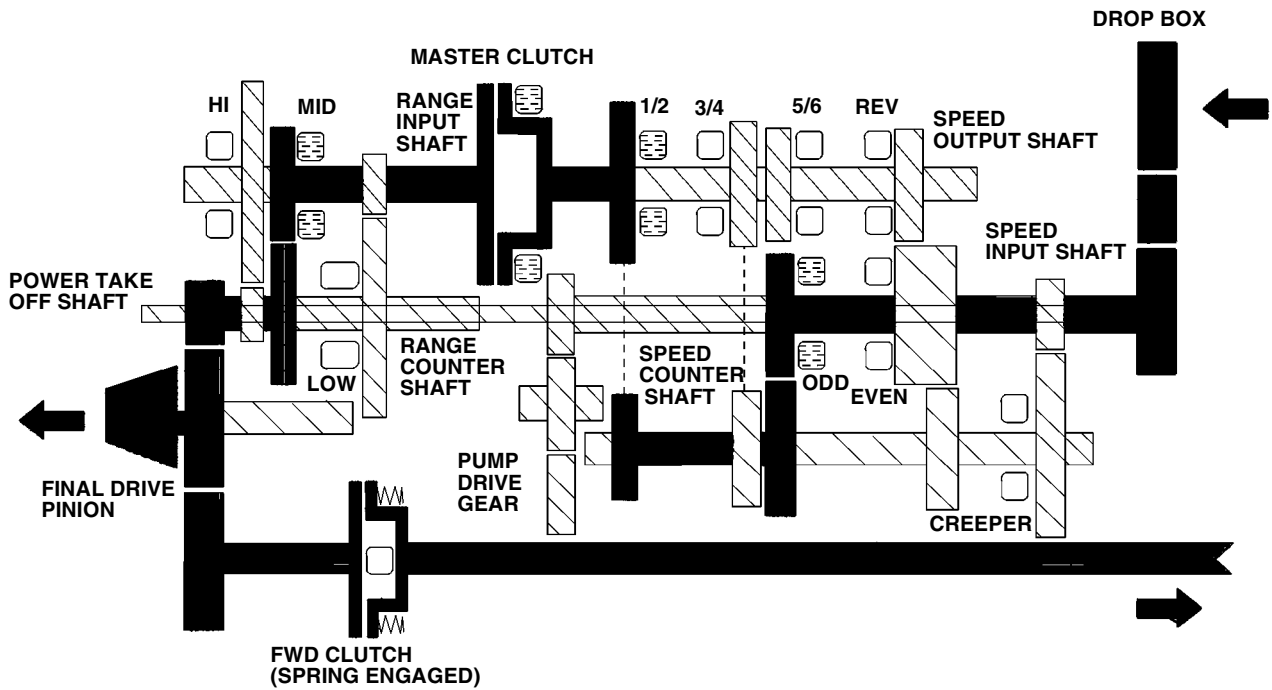 DROP BOX
MASTER CLUTCH
HI
MID
RANGE
INPUT
SHAFT
1/2
3/4
5/6
REV
SPEED
OUTPUT SHAFT
SPEED
INPUT SHAFT
POWER TAKE
OFF SHAFT
LOW
RANGE
COUNTER
SHAFT
SPEED
COUNTER
SHAFT
ODD
EVEN
FINAL DRIVE
PINION
PUMP
DRIVE
GEAR
CREEPER
FWD CLUTCH
(SPRING ENGAGED)